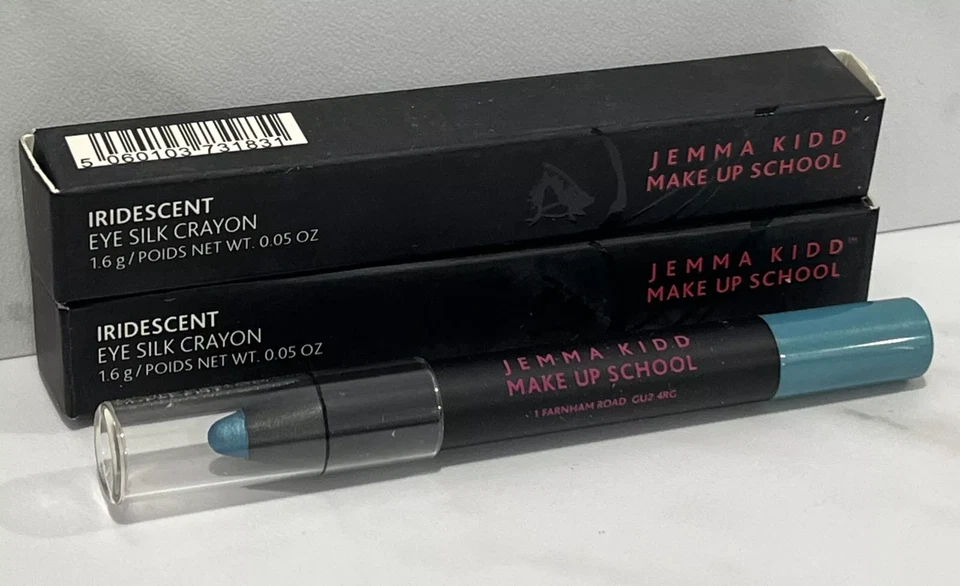 5 060103 731831
IRIDESCENT
EYE SILK CRAYON
1.6 g / POIDS NET WT. 0.05 OZ
JEMMA KIDD
MAKE UP SCHOOL
IRIDESCENT
EYE SILK CRAYON
1.6 g / POIDS NET WT. 0.05 OZ
JEMMA KIDD™
MAKE UP SCHOOL
JEMMA KIDD
MAKE UP SCHOOL
1 FARNHAM ROAD GU2 4RG